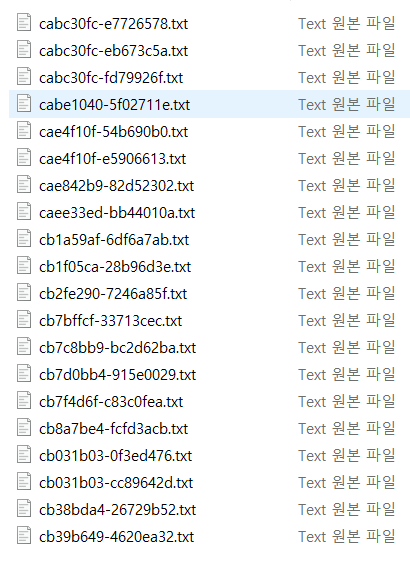 cabc30fc-e7726578.txt Text 원본 파일
cabc30fc-eb673c5a.txt Text 원본 파일
cabc30fc-fd79926f.txt Text 원본 파일
cabe1040-5f02711e.txt Text 원본 파일
cae4f10f-54b690b0.txt Text 원본 파일
cae4f10f-e5906613.txt Text 원본 파일
cae842b9-82d52302.txt Text 원본 파일
caee33ed-bb44010a.txt Text 원본 파일
cb1a59af-6df6a7ab.txt Text 원본 파일
cb1f05ca-28b96d3e.txt Text 원본 파일
cb2fe290-7246a85f.txt Text 원본 파일
cb7bffcf-33713cec.txt Text 원본 파일
cb7c8bb9-bc2d62ba.txt Text 원본 파일
cb7d0bb4-915e0029.txt Text 원본 파일
cb7f4d6f-c83c0fea.txt Text 원본 파일
cb8a7be4-fcfd3acb.txt Text 원본 파일
cb031b03-0f3ed476.txt Text 원본 파일
cb031b03-cc89642d.txt Text 원본 파일
cb38bda4-26729b52.txt Text 원본 파일
cb39b649-4620ea32.txt Text 원본 파일